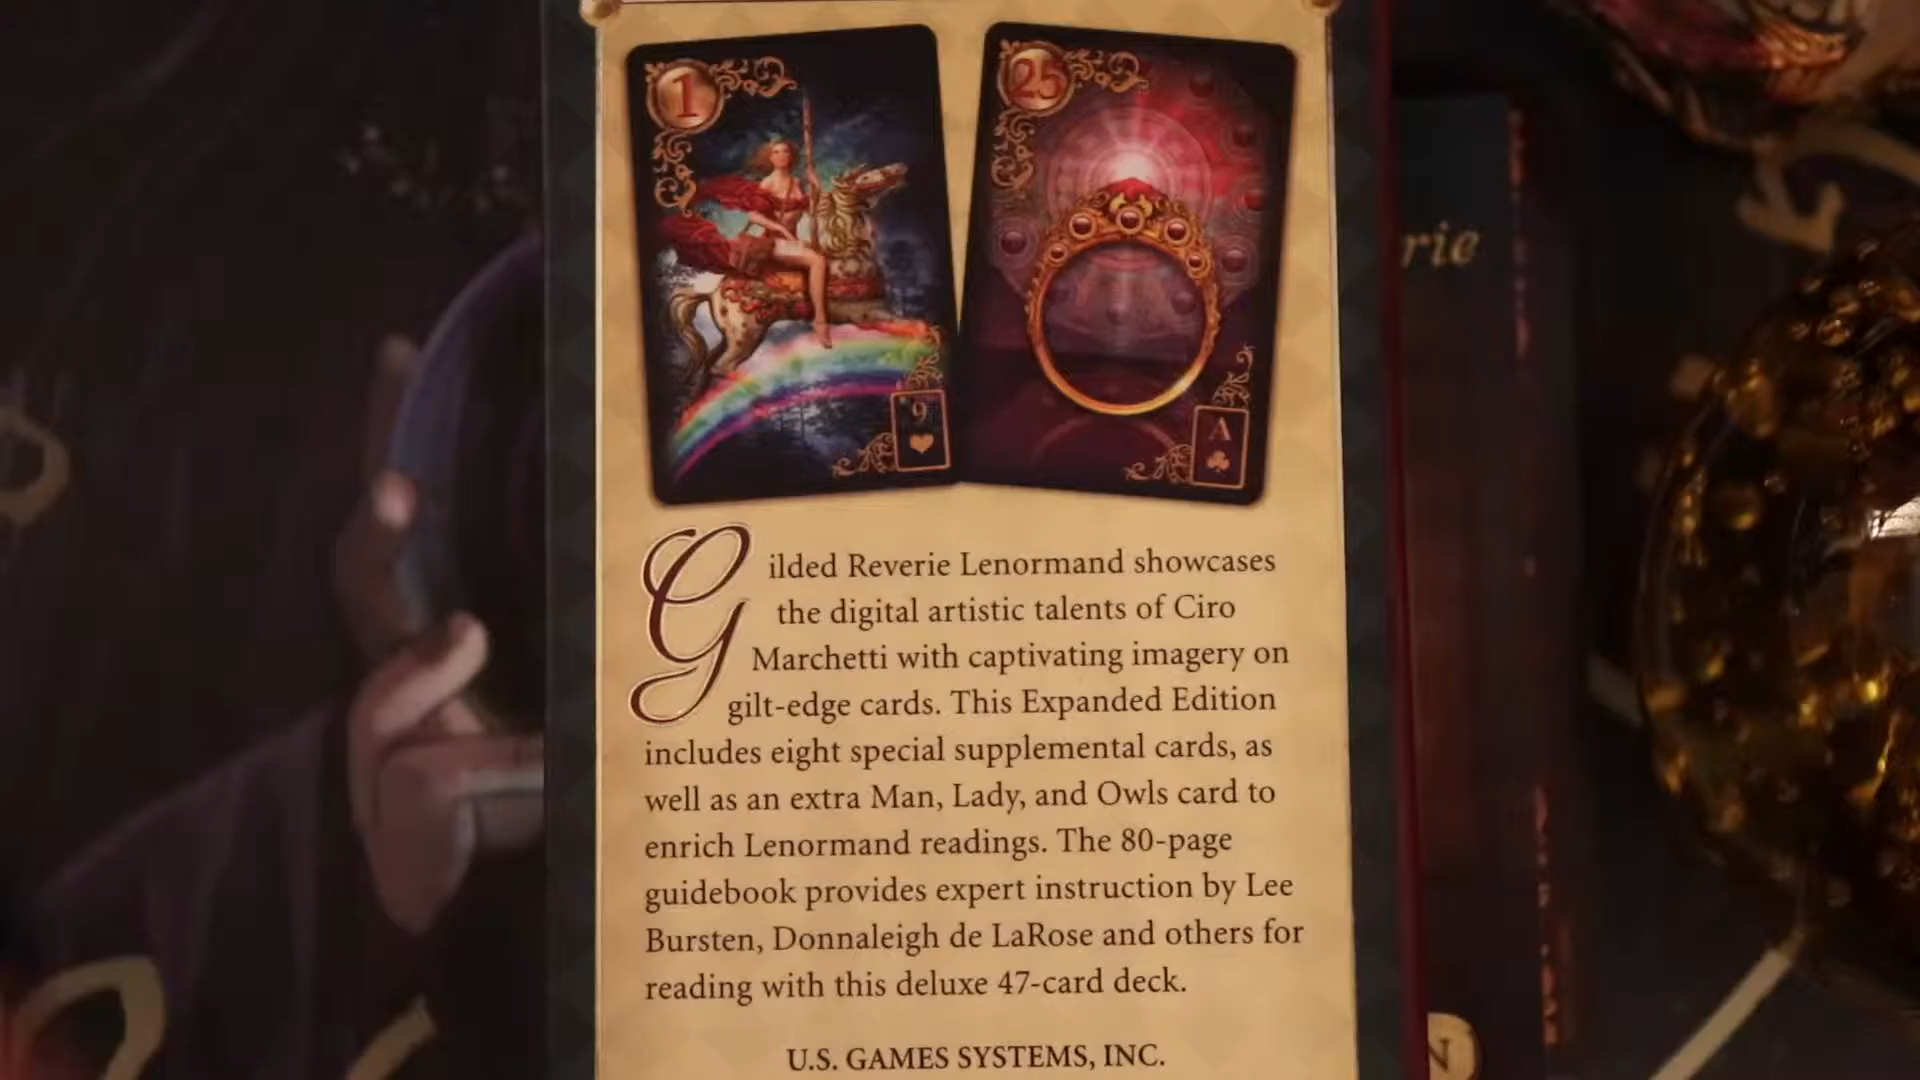 1
25
9
A
rie
Gilded Reverie Lenormand showcases
the digital artistic talents of Ciro
Marchetti with captivating imagery on
gilt-edge cards. This Expanded Edition
includes eight special supplemental cards, as
well as an extra Man, Lady, and Owls card to
enrich Lenormand readings. The 80-page
guidebook provides expert instruction by Lee
Bursten, Donnaleigh de LaRose and others for
reading with this deluxe 47-card deck.
U.S. GAMES SYSTEMS, INC.
N